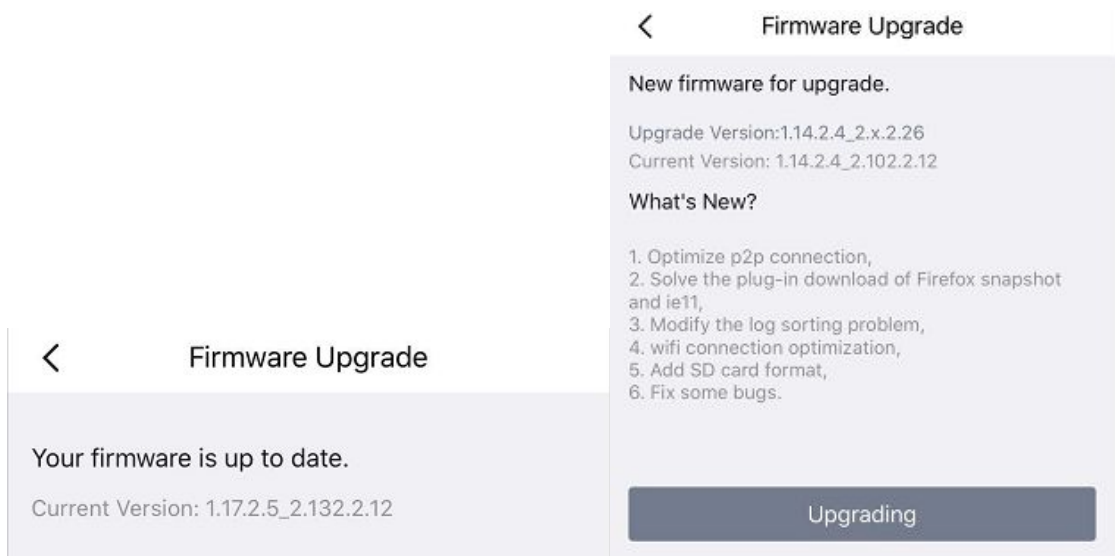 Firmware Upgrade
Your firmware is up to date.
Current Version: 1.17.2.5_2.132.2.12
Firmware Upgrade
New firmware for upgrade.
Upgrade Version:1.14.2.4_2.x.2.26
Current Version: 1.14.2.4_2.102.2.12
What's New?
1. Optimize p2p connection,
2. Solve the plug-in download of Firefox snapshot
and ie11,
3. Modify the log sorting problem,
4. wifi connection optimization,
5. Add SD card format,
6. Fix some bugs.
Upgrading